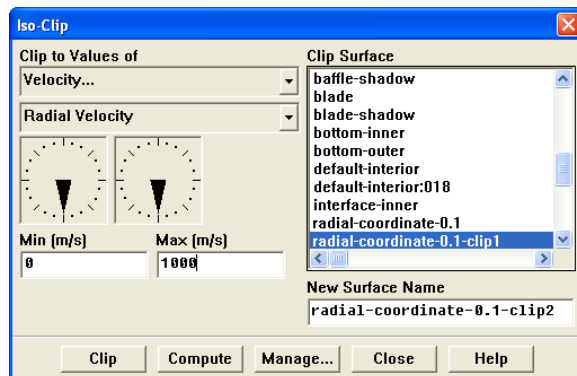 Iso-Clip
Clip to Values of
Velocity...
Radial Velocity
Min (m/s)
Max (m/s)
0
1000
Clip Surface
baffle-shadow
blade
blade-shadow
bottom-inner
bottom-outer
default-interior
default-interior:018
interface-inner
radial-coordinate-0.1
radial-coordinate-0.1-clip1
New Surface Name
radial-coordinate-0.1-clip2
Clip
Compute
Manage...
Close
Help